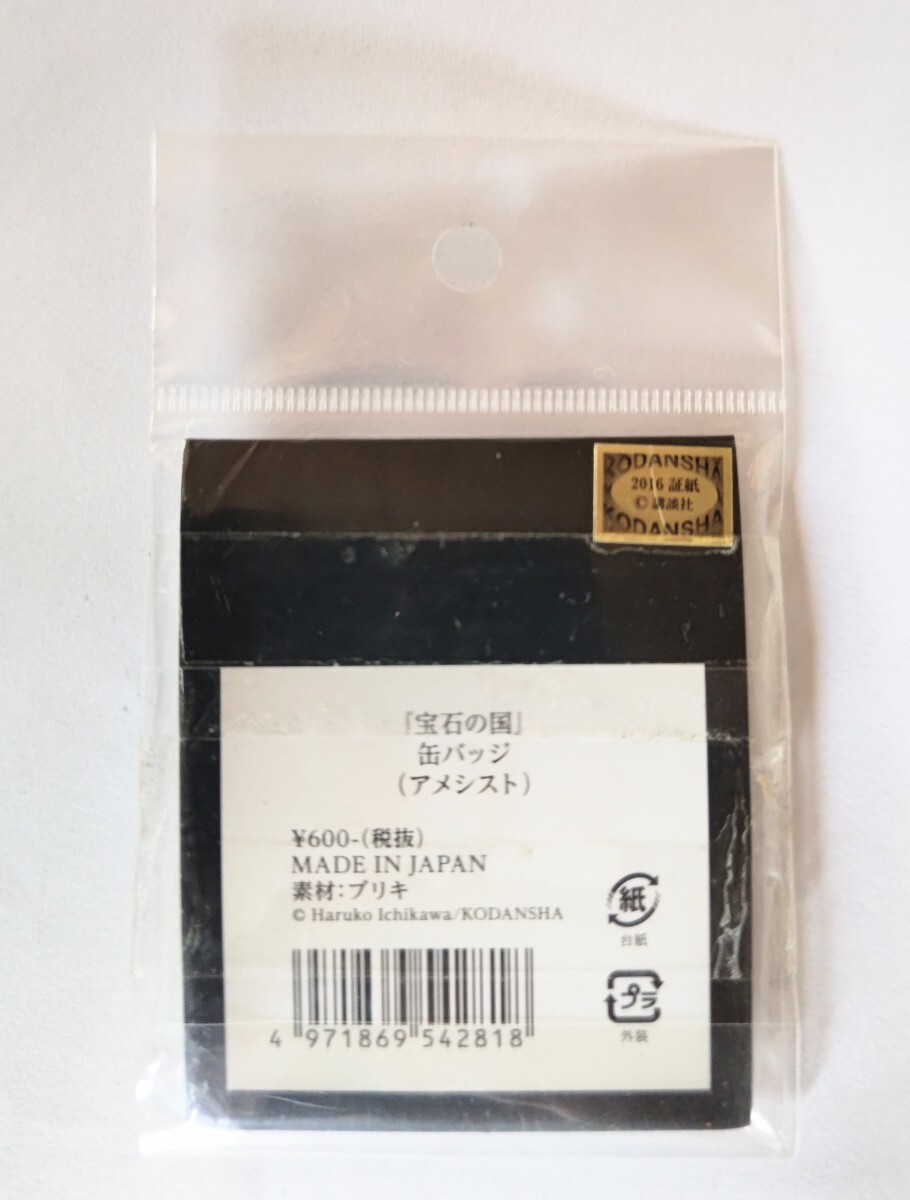 KODANSHA
2016 証紙
© 講談社
KODANSHA
『宝石の国』
缶バッジ
(アメシスト)
¥600-(税抜)
MADE IN JAPAN
素材:ブリキ
© Haruko Ichikawa/KODANSHA
紙
台紙
プラ
外装
4 971869 542818